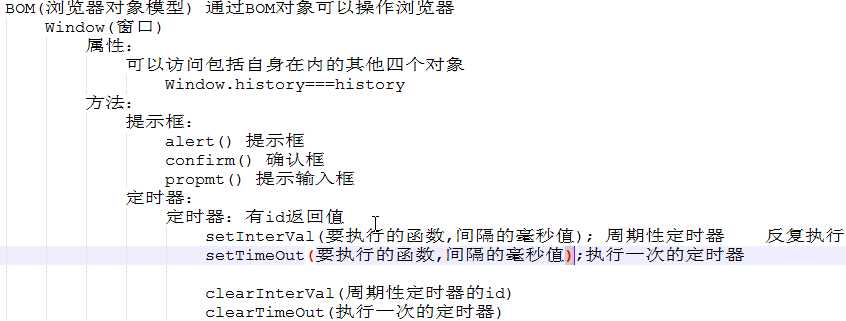 BOM(浏览器对象模型) 通过BOM对象可以操作浏览器
Window(窗口)
属性:
可以访问包括自身在内的其他四个对象
Window.history===history
方法:
提示框:
alert() 提示框
confirm() 确认框
propmt() 提示输入框
定时器:
定时器: 有id返回值
setInterVal(要执行的函数,间隔的毫秒值); 周期性定时器 反复执行
setTimeOut(要执行的函数,间隔的毫秒值);执行一次的定时器
clearInterVal(周期性定时器的id)
clearTimeOut(执行一次的定时器)